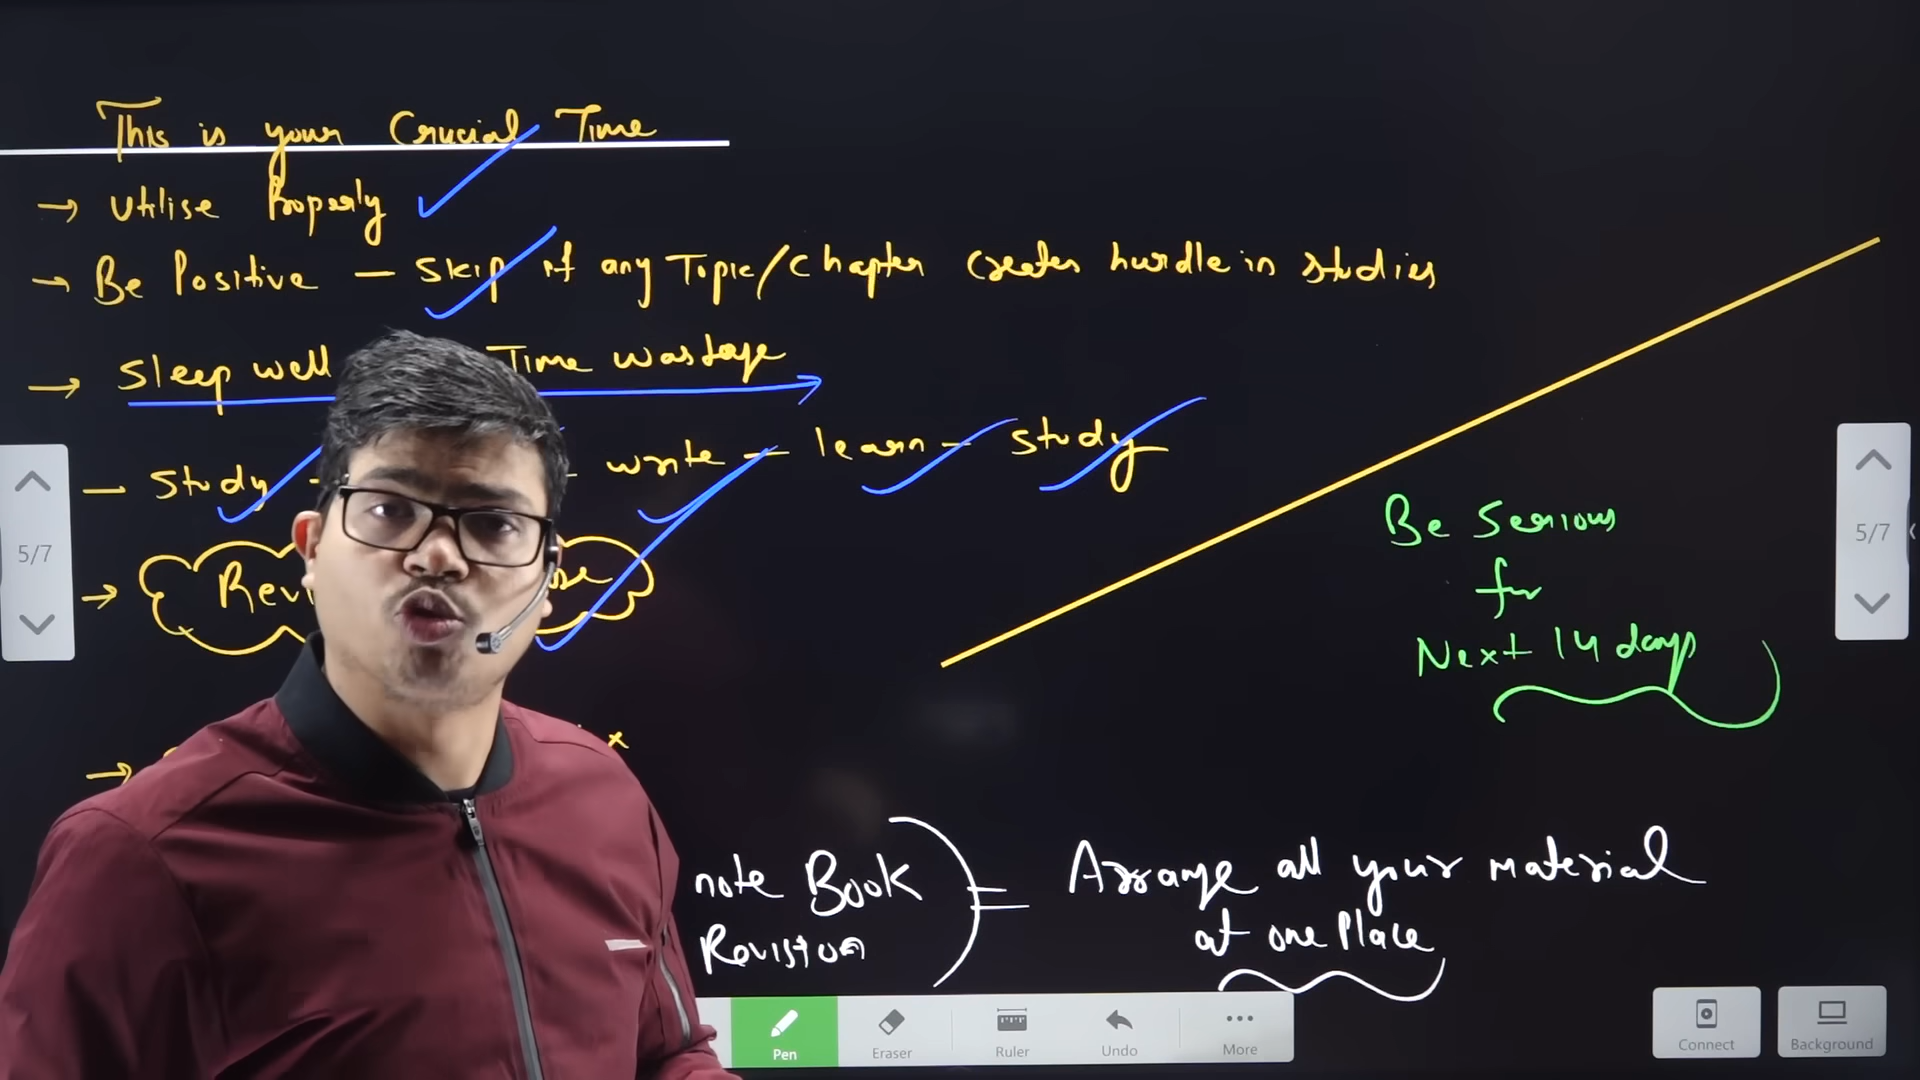 This is your Crucial Time
→ Utilise Properly
→ Be Positive — Skip if any Topic/Chapter creates hurdle in studies
→ Sleep well Time wastage
— Study - write — learn — study
→
→
x
Be Serious
for
Next 14 days
note Book
Revision
= Arrange all your material
at one Place
5/7
5/7
Pen
Eraser
Ruler
Undo
More
Connect
Background